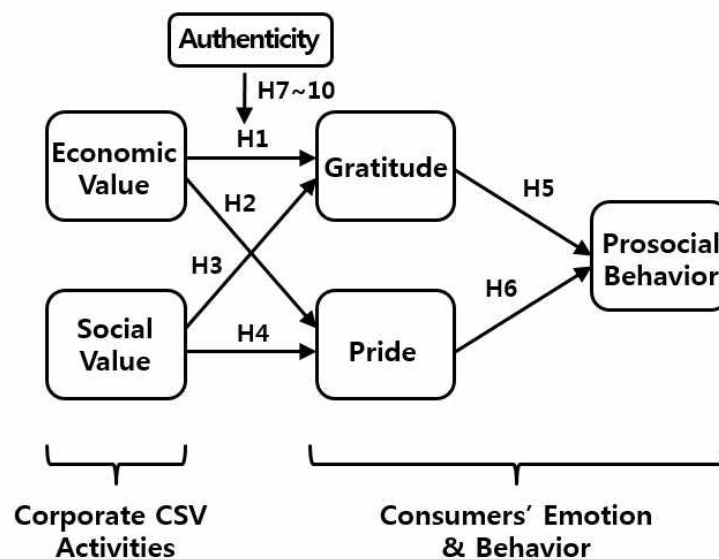 Authenticity
H7~10
Economic
Value
H1
Gratitude
H2
H5
Prosocial
Behavior
H3
H6
Social
Value
H4
Pride
Corporate CSV
Activities
Consumers’ Emotion
& Behavior